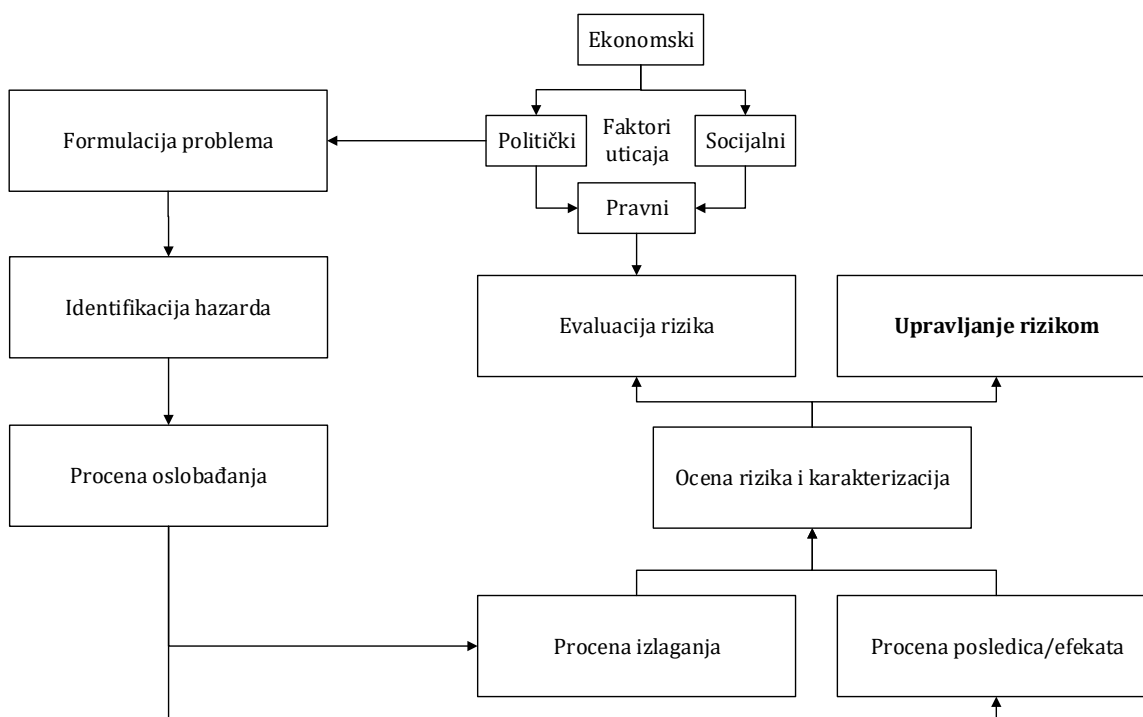 Ekonomski
Formulacija problema
Politički
Faktori
uticaja
Socijalni
Pravni
Identifikacija hazarda
Evaluacija rizika
Upravljanje rizikom
Procena oslobađanja
Ocena rizika i karakterizacija
Procena izlaganja
Procena posledica/efekata